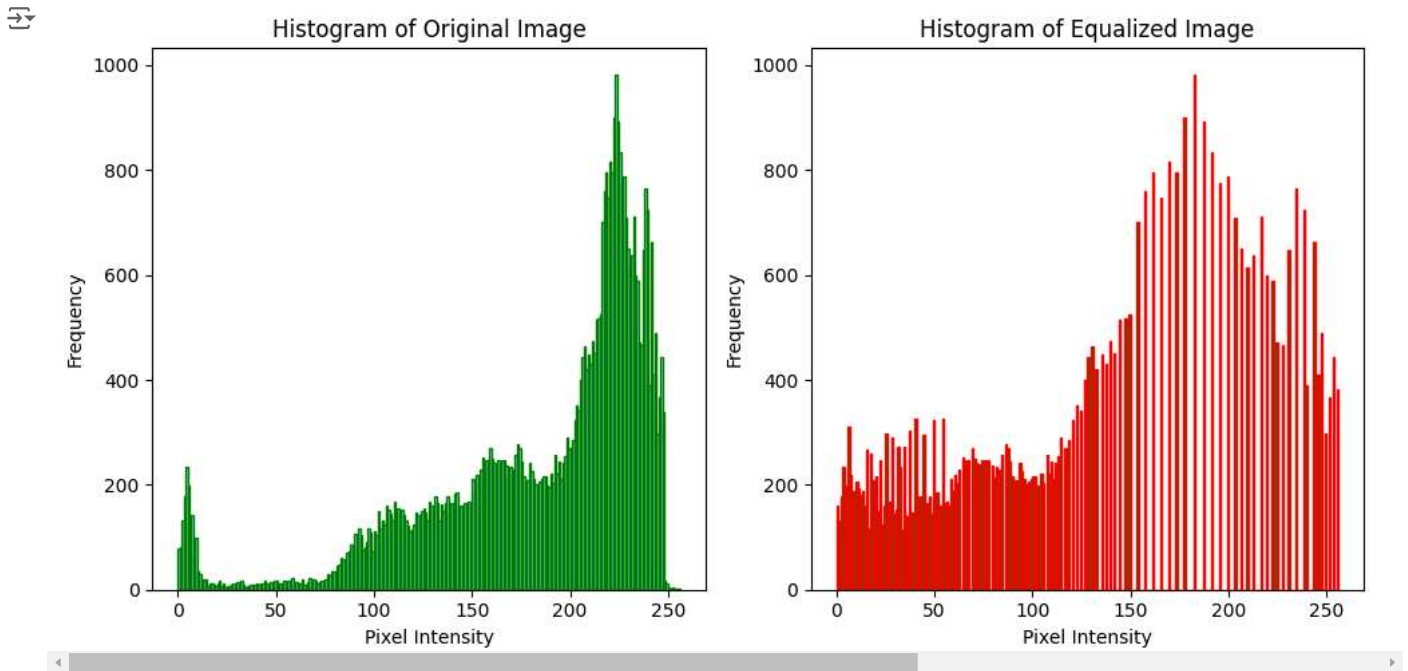 Histogram of Original Image
1000
800
600
400
200
0
Frequency
0 50 100 150 200 250
Pixel Intensity
Histogram of Equalized Image
1000
800
600
400
200
0
Frequency
0 50 100 150 200 250
Pixel Intensity